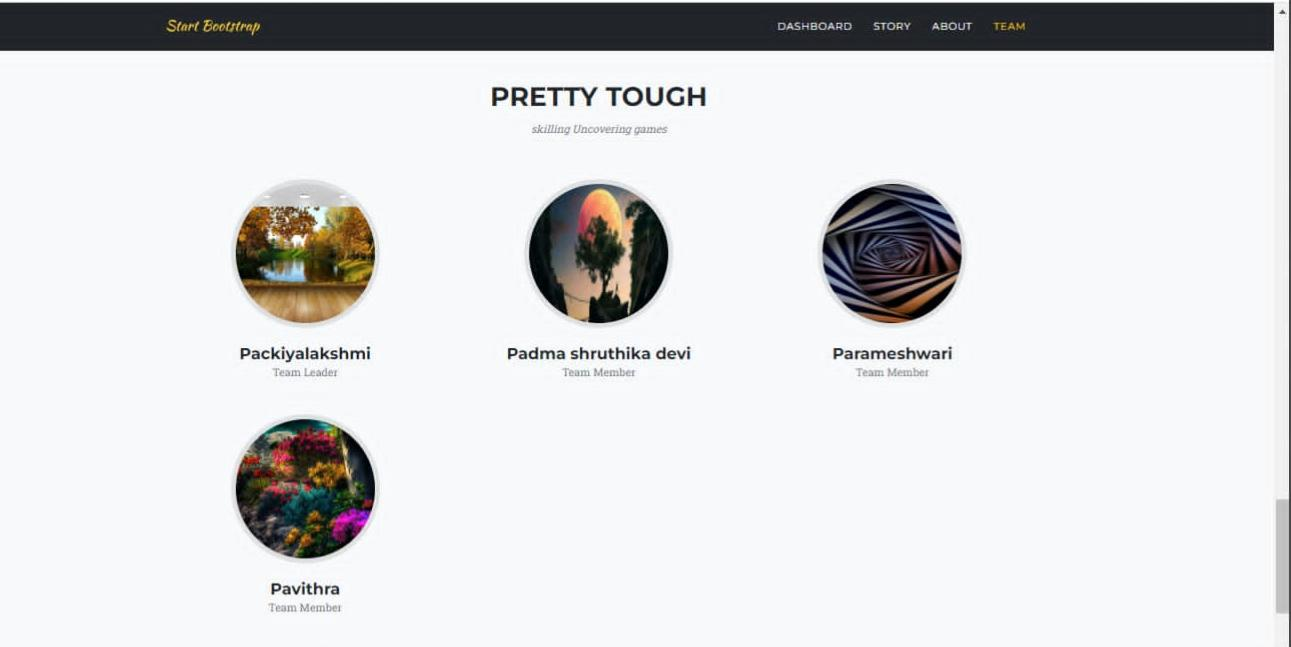 Start Bootstrap
DASHBOARD STORY ABOUT TEAM
PRETTY TOUGH
skilling Uncovering games
Packiyalakshmi
Team Leader
Padma shruthika devi
Team Member
Parameshwari
Team Member
Pavithra
Team Member